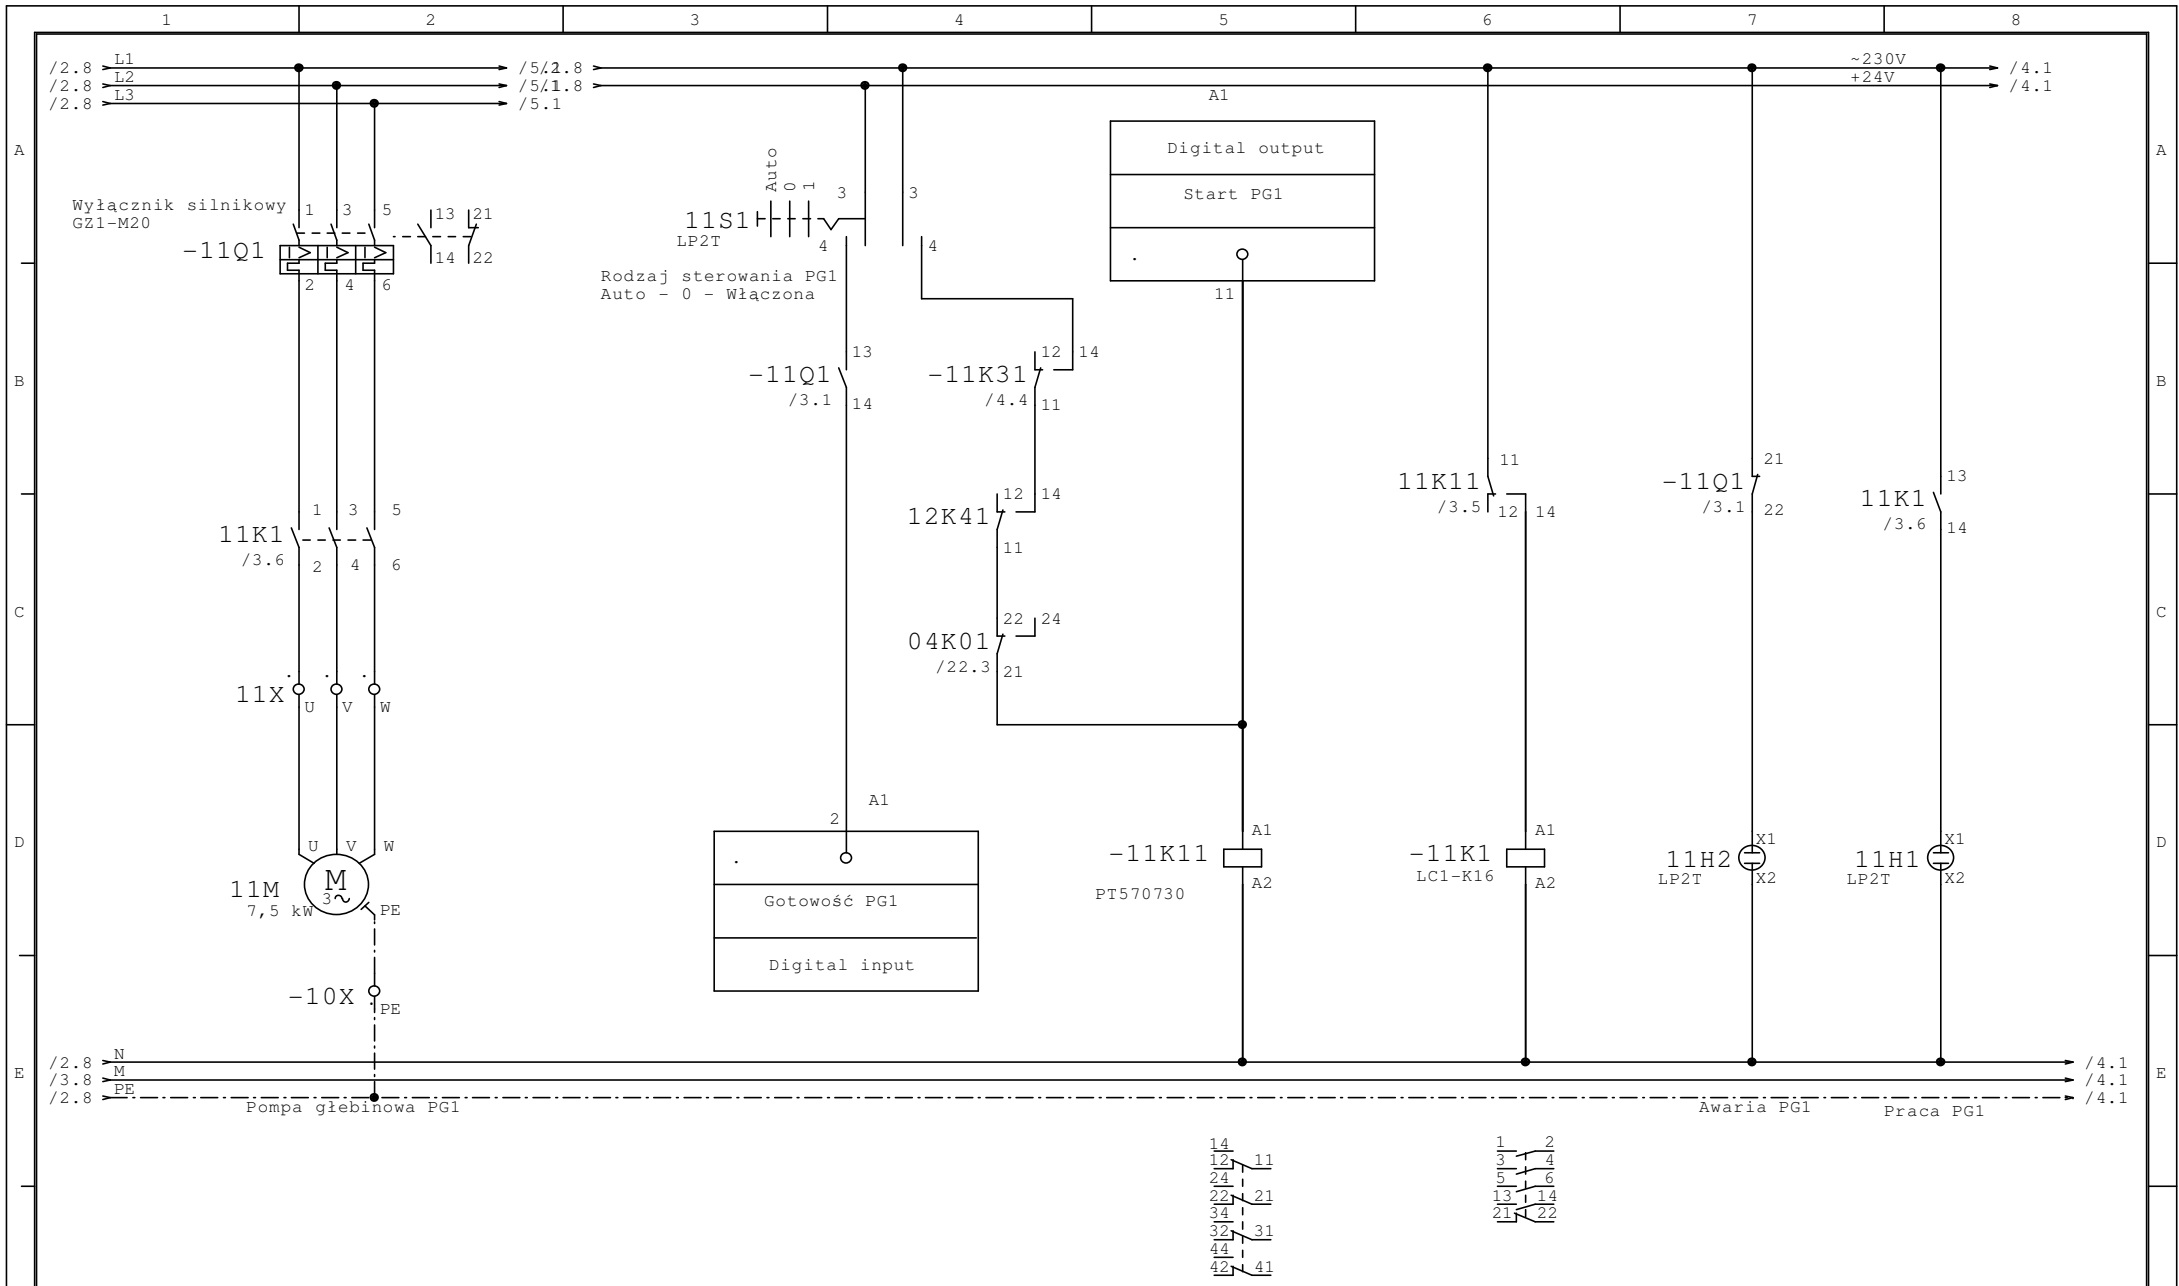 1 2 3 4 5 6 7 8
/2.8 L1 /5.1 /2.8 ~230V /4.1
/2.8 L2 /5.1 /1.8 +24V /4.1
/2.8 L3 /5.1
A1
A A
Digital output
Start PG1
.
11
Auto
0
1
3 3
11S1
LP2T
4 4
Rodzaj sterowania PG1
Auto - 0 - Włączona
Wyłącznik silnikowy
GZ1-M20
1 3 5 13 21
-11Q1
14 22
2 4 6
B B
13 12 14
-11Q1 -11K31
/3.1 14 /4.4 11
11 21 13
11K11 -11Q1 11K1
/3.5 12 14 /3.1 22 /3.6 14
12 14
12K41
11
1 3 5
11K1
/3.6 2 4 6
C C
22 24
04K01
/22.3 21
. . .
11X
U V W
A1
2
.
Gotowość PG1
Digital input
D D
U V W
11M
M
3~
7,5 kW
PE
A1 A1 X1 X1
-11K11 -11K1 11H2 11H1
PT570730 LC1-K16 LP2T LP2T
A2 A2 X2 X2
-10X
.
PE
E E
/2.8 N /4.1
/3.8 M /4.1
/2.8 PE /4.1
Pompa głebinowa PG1 Awaria PG1 Praca PG1
14
12 11
24
22 21
34
32 31
44
42 41
1 2
3 4
5 6
13 14
21 22